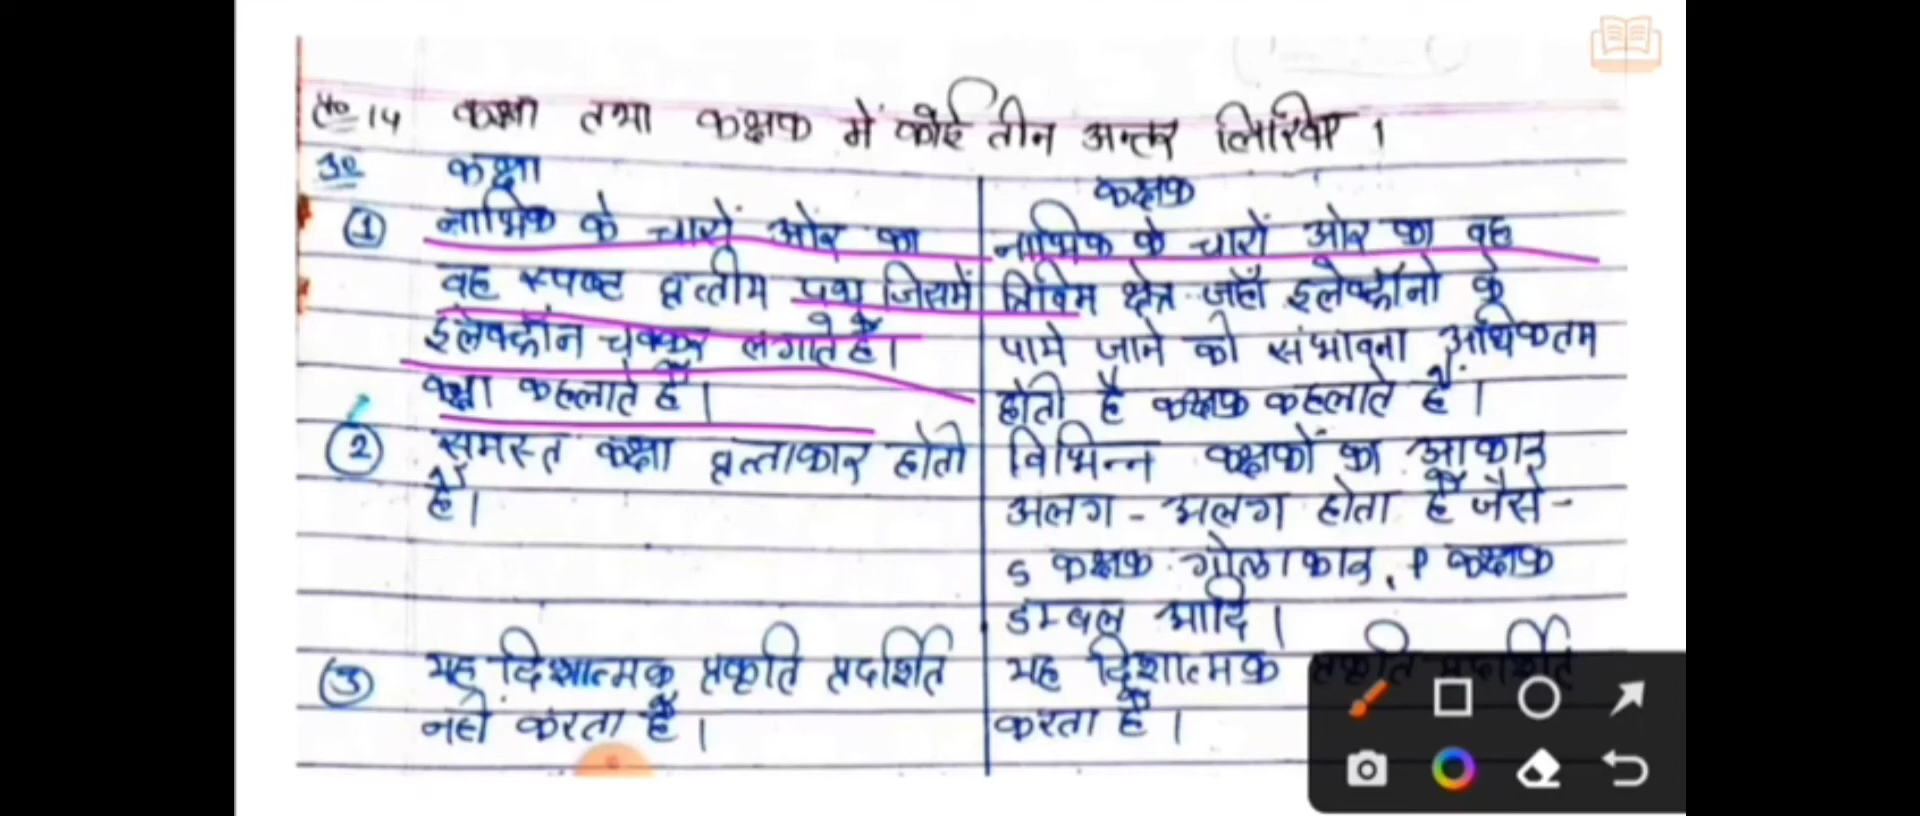 प्र० 14 कक्षा तथा कक्षक में कोई तीन अन्तर लिखिए ।
उ०
कक्षा
① नाभिक के चारों ओर का
वह स्पष्ट वृत्तीय पथ जिसमें
इलेक्ट्रॉन चक्कर लगाते है।
कक्षा कहलाते हैं।
② समस्त कक्षा वृत्ताकार होती
हैं।
③ यह दिशात्मक प्रकृति प्रदर्शित
नहीं करता हैं।
कक्षक
नाभिक के चारों ओर का वह
त्रिविम क्षेत्र जहाँ इलेक्ट्रॉनो के
पाये जाने की संभावना अधिकतम
होती है कक्षक कहलाते हैं।
विभिन्न कक्षकों का आकार
अलग - अलग होता हैं जैसे-
s कक्षक गोलाकार, P कक्षक
डम्बल आदि।
यह दिशात्मक प्रकृति प्रदर्शित
करता हैं।